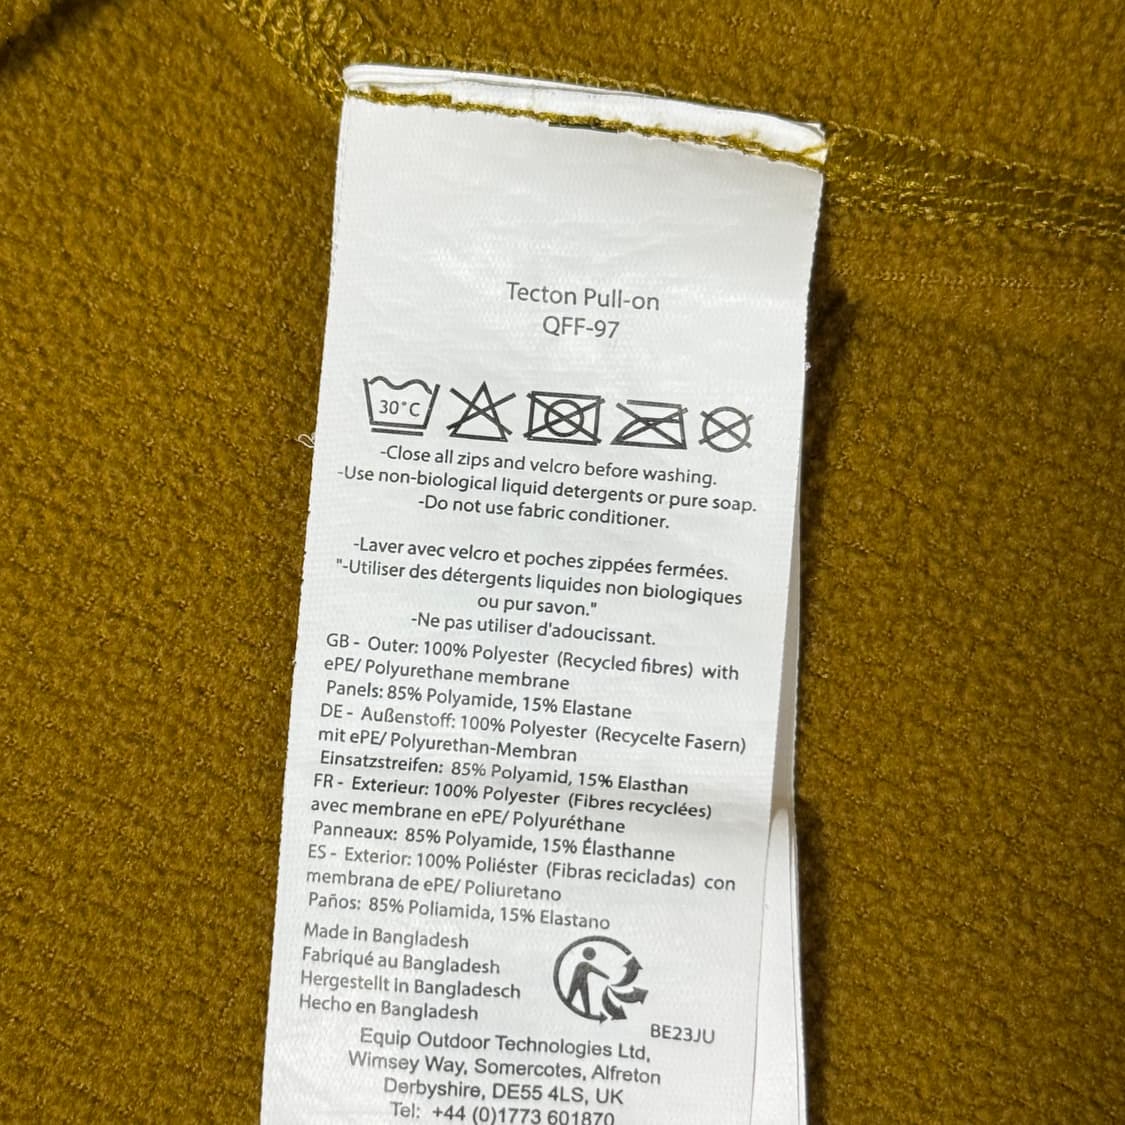 Tecton Pull-on
QFF-97
30°C
-Close all zips and velcro before washing.
-Use non-biological liquid detergents or pure soap.
-Do not use fabric conditioner.
-Laver avec velcro et poches zippées fermées.
"-Utiliser des détergents liquides non biologiques
ou pur savon."
-Ne pas utiliser d'adoucissant.
GB - Outer: 100% Polyester (Recycled fibres) with
ePE/ Polyurethane membrane
Panels: 85% Polyamide, 15% Elastane
DE - Außenstoff: 100% Polyester (Recycelte Fasern)
mit ePE/ Polyurethan-Membran
Einsatzstreifen: 85% Polyamid, 15% Elasthan
FR - Exterieur: 100% Polyester (Fibres recyclées)
avec membrane en ePE/ Polyuréthane
Panneaux: 85% Polyamide, 15% Élasthanne
ES - Exterior: 100% Poliéster (Fibras recicladas) con
membrana de ePE/ Poliuretano
Paños: 85% Poliamida, 15% Elastano
Made in Bangladesh
Fabriqué au Bangladesh
Hergestellt in Bangladesch
Hecho en Bangladesh
BE23JU
Equip Outdoor Technologies Ltd,
Wimsey Way, Somercotes, Alfreton
Derbyshire, DE55 4LS, UK
Tel: +44 (0)1773 601870